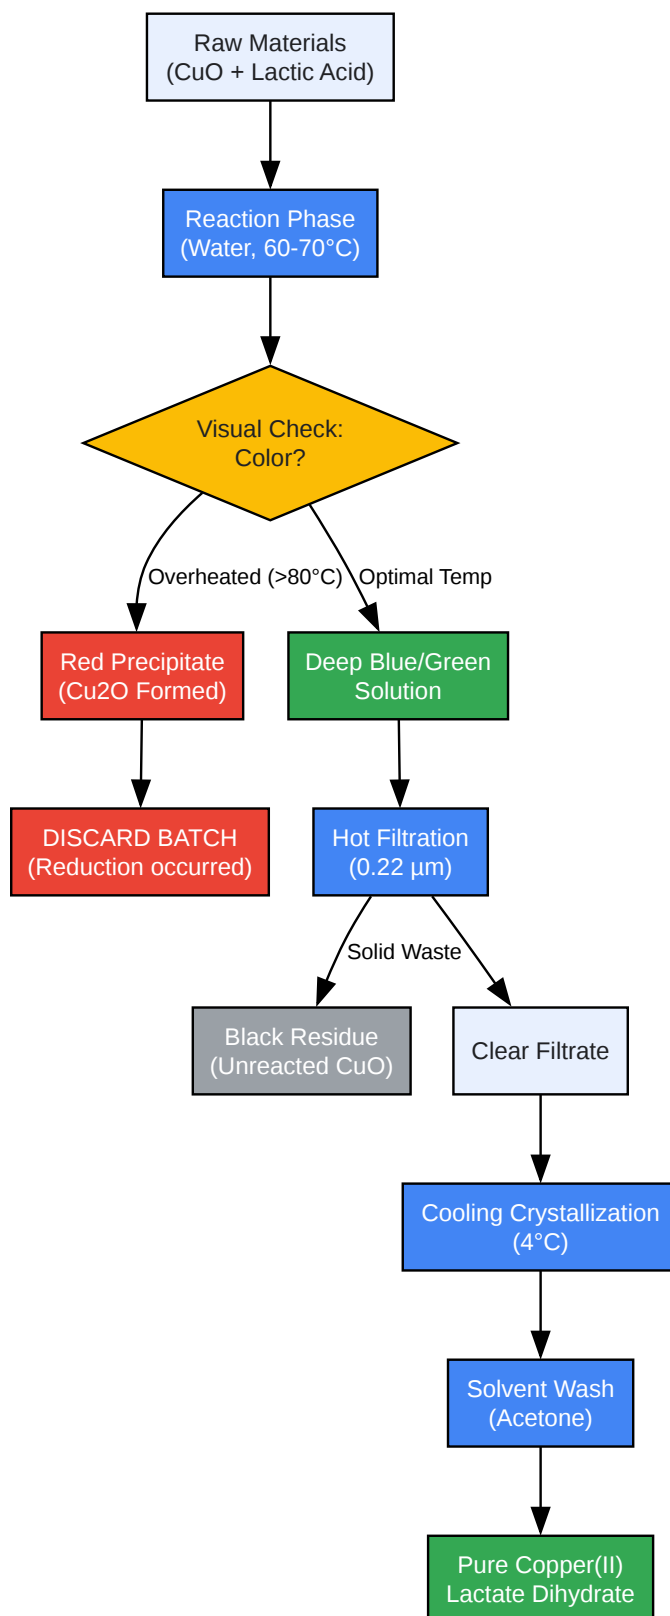 Raw Materials
(CuO + Lactic Acid)
Reaction Phase
(Water, 60-70°C)
Visual Check:
Color?
Overheated (>80°C)
Optimal Temp
Red Precipitate
(Cu2O Formed)
Deep Blue/Green
Solution
DISCARD BATCH
(Reduction occurred)
Hot Filtration
(0.22 µm)
Solid Waste
Black Residue
(Unreacted CuO)
Clear Filtrate
Cooling Crystallization
(4°C)
Solvent Wash
(Acetone)
Pure Copper(II)
Lactate Dihydrate